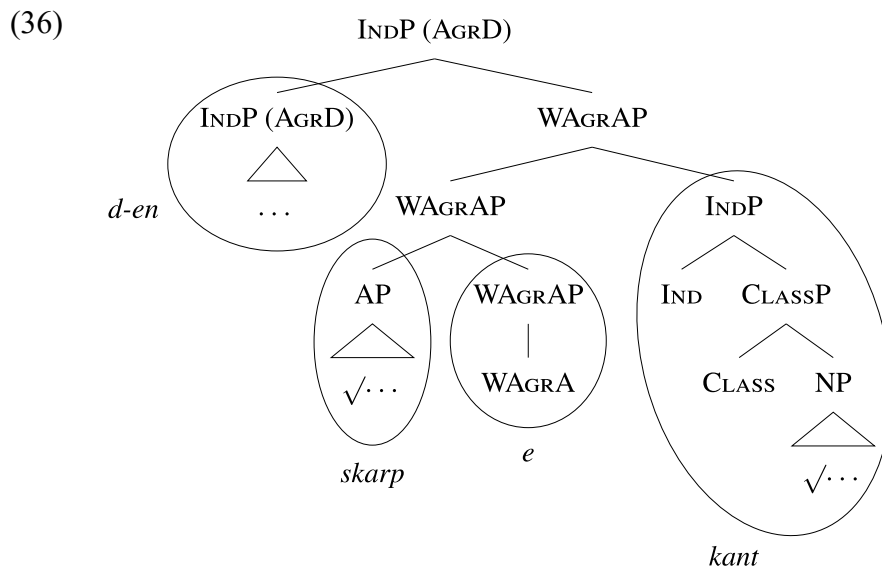 (36)
INDP (AGRD)
INDP (AGRD) WAGRAP
d-en … WAGRAP INDP
AP WAGRAP IND CLASSP
√… WAGRA CLASS NP
skarp e √…
kant